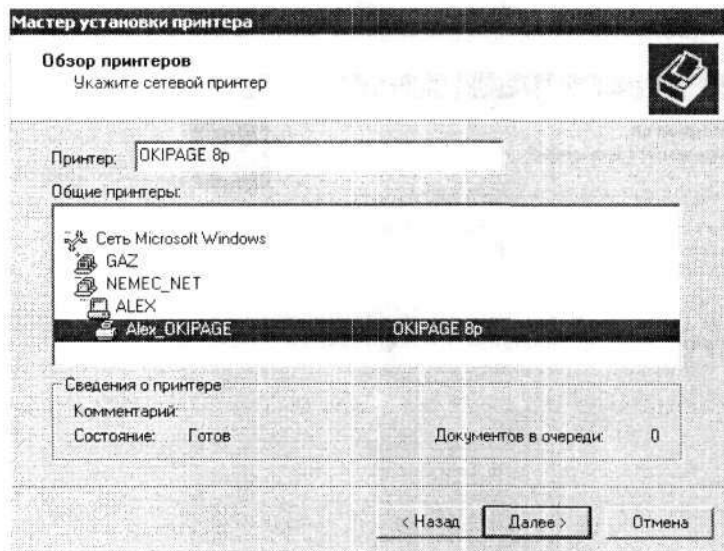 Мастер установки принтера
Обзор принтеров
Укажите сетевой принтер
Принтер: OKIPAGE 8p
Общие принтеры:
Сеть Microsoft Windows
GAZ
NEMEC_NET
ALEX
Alex_OKIPAGE OKIPAGE 8p
Сведения о принтере
Комментарий:
Состояние: Готов Документов в очереди: 0
< Назад Далее > Отмена